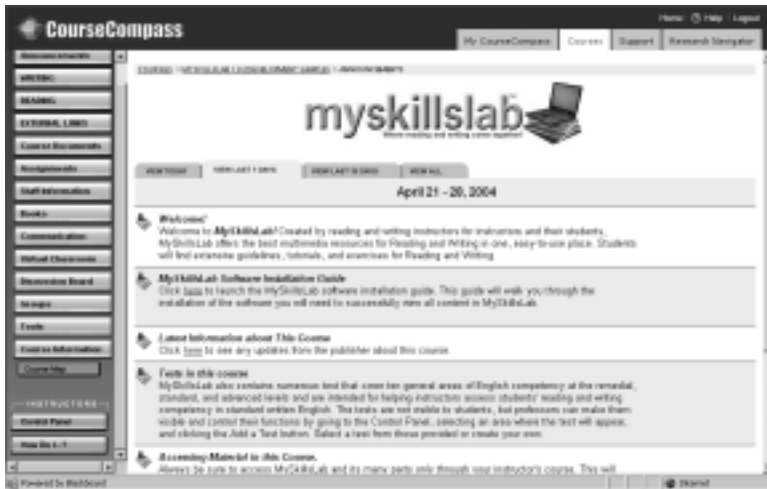 Home Help Logout
CourseCompass
My CourseCompass Courses Support Research Navigator
Announcements
WRITING
READING
EXTERNAL LINKS
Course Documents
Assignments
Staff Information
Books
Communication
Virtual Classroom
Discussion Board
Groups
Tools
Course Information
Course Map
INSTRUCTORS
Control Panel
How Do I...?
COURSES > ANNOUNCEMENTS
myskillslab
Where reading and writing come together!
VIEW TODAY VIEW LAST 7 DAYS VIEW LAST 30 DAYS VIEW ALL
April 21 - 28, 2004
Welcome!
Welcome to MySkillsLab! Created by reading and writing instructors for instructors and their students,
MySkillsLab offers the best multimedia resources for Reading and Writing in one, easy-to-use place. Students
will find extensive guidelines, tutorials, and exercises for Reading and Writing.
MySkillsLab Software Installation Guide
Click here to launch the MySkillsLab software installation guide. This guide will walk you through the
installation of the software you will need to successfully view all content in MySkillsLab.
Latest Information about This Course
Click here to see any updates from the publisher about this course.
Tests in this course
MySkillsLab also contains numerous test that cover ten general areas of English competency at the remedial,
standard, and advanced levels and are intended for helping instructors assess students' reading and writing
competency in standard written English. The tests are not visible to students, but professors can make them
visible and control their functions by going to the Control Panel, selecting an area where the test will appear,
and clicking the Add a Test button. Select a test from those provided or create your own.
Accessing Material in this Course.
Always be sure to access MySkillsLab and its many parts only through your instructor's course. This will
Powered by Blackboard
Internet